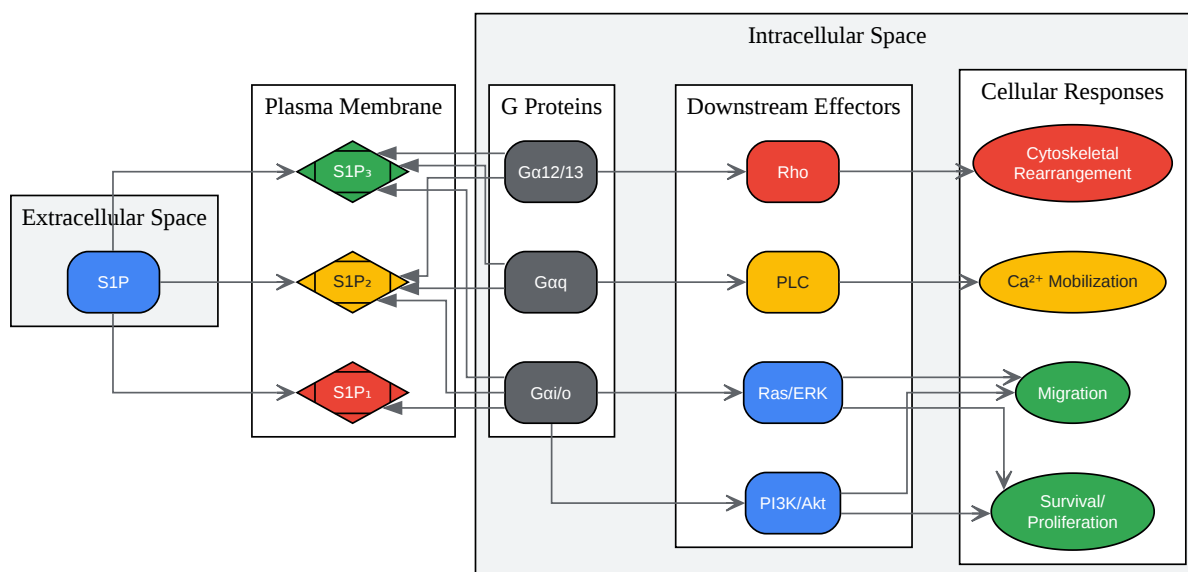 Intracellular Space
Plasma Membrane
G Proteins
Downstream Effectors
Cellular Responses
S1P₃
Gα12/13
Rho
Cytoskeletal
Rearrangement
Extracellular Space
S1P
S1P₂
Gαq
PLC
Ca²⁺ Mobilization
S1P₁
Gαi/o
Ras/ERK
Migration
PI3K/Akt
Survival/
Proliferation